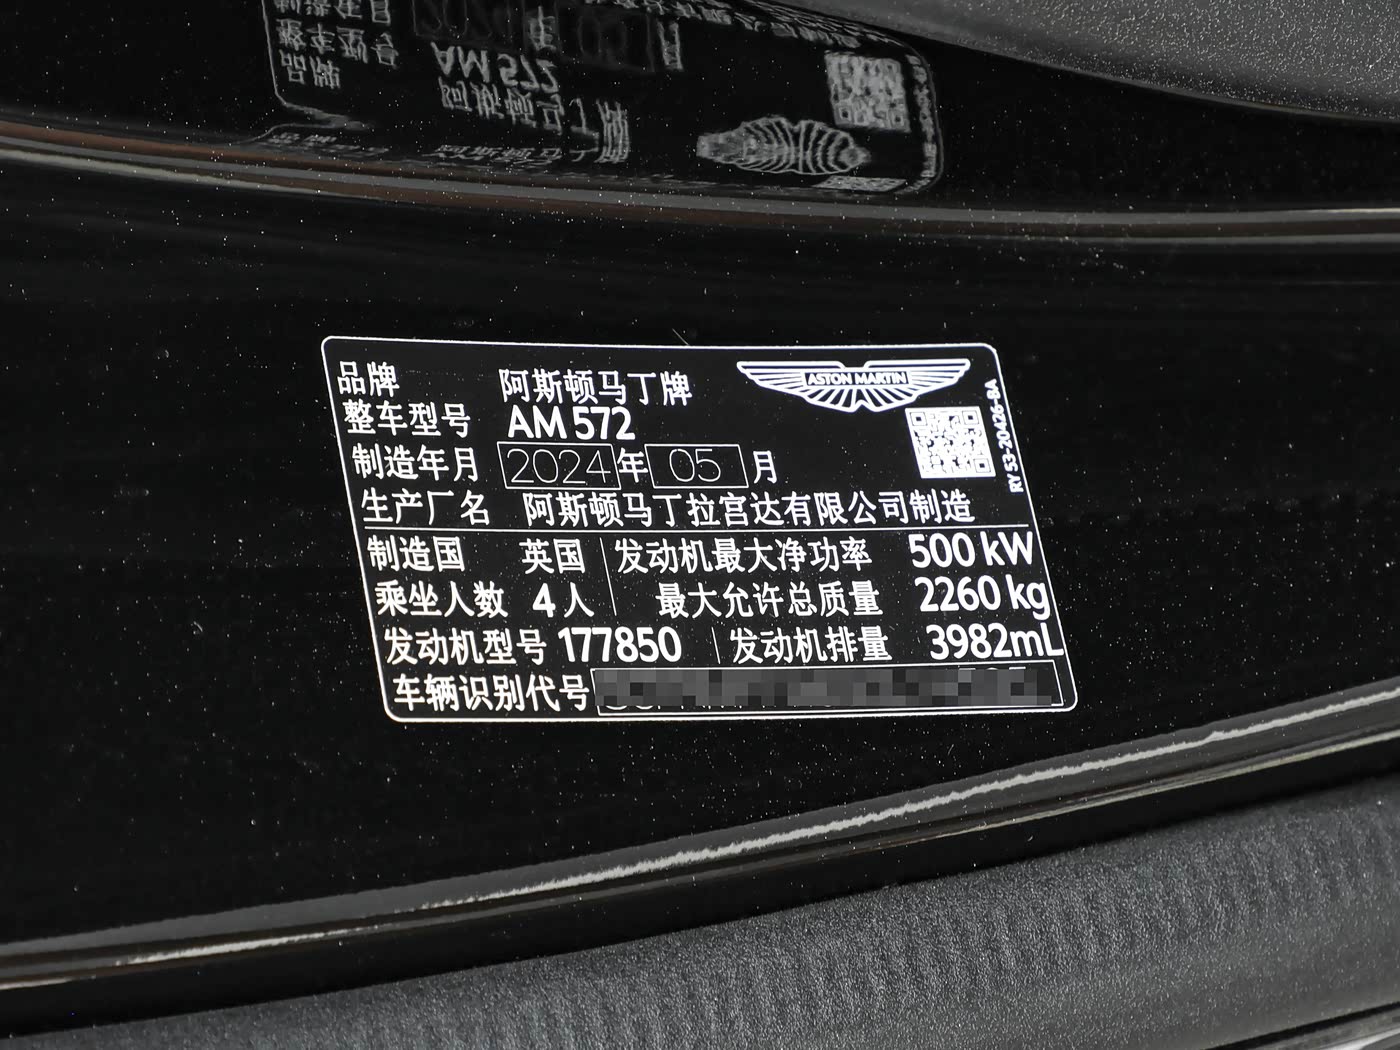 品牌 阿斯顿马丁牌
ASTON MARTIN
整车型号 AM 572
制造年月 2024 年 05 月
RY 53-20426-BA
生产厂名 阿斯顿马丁拉宫达有限公司制造
制造国 英国 发动机最大净功率 500 kW
乘坐人数 4 人 最大允许总质量 2260 kg
发动机型号 177850 发动机排量 3982mL
车辆识别代号